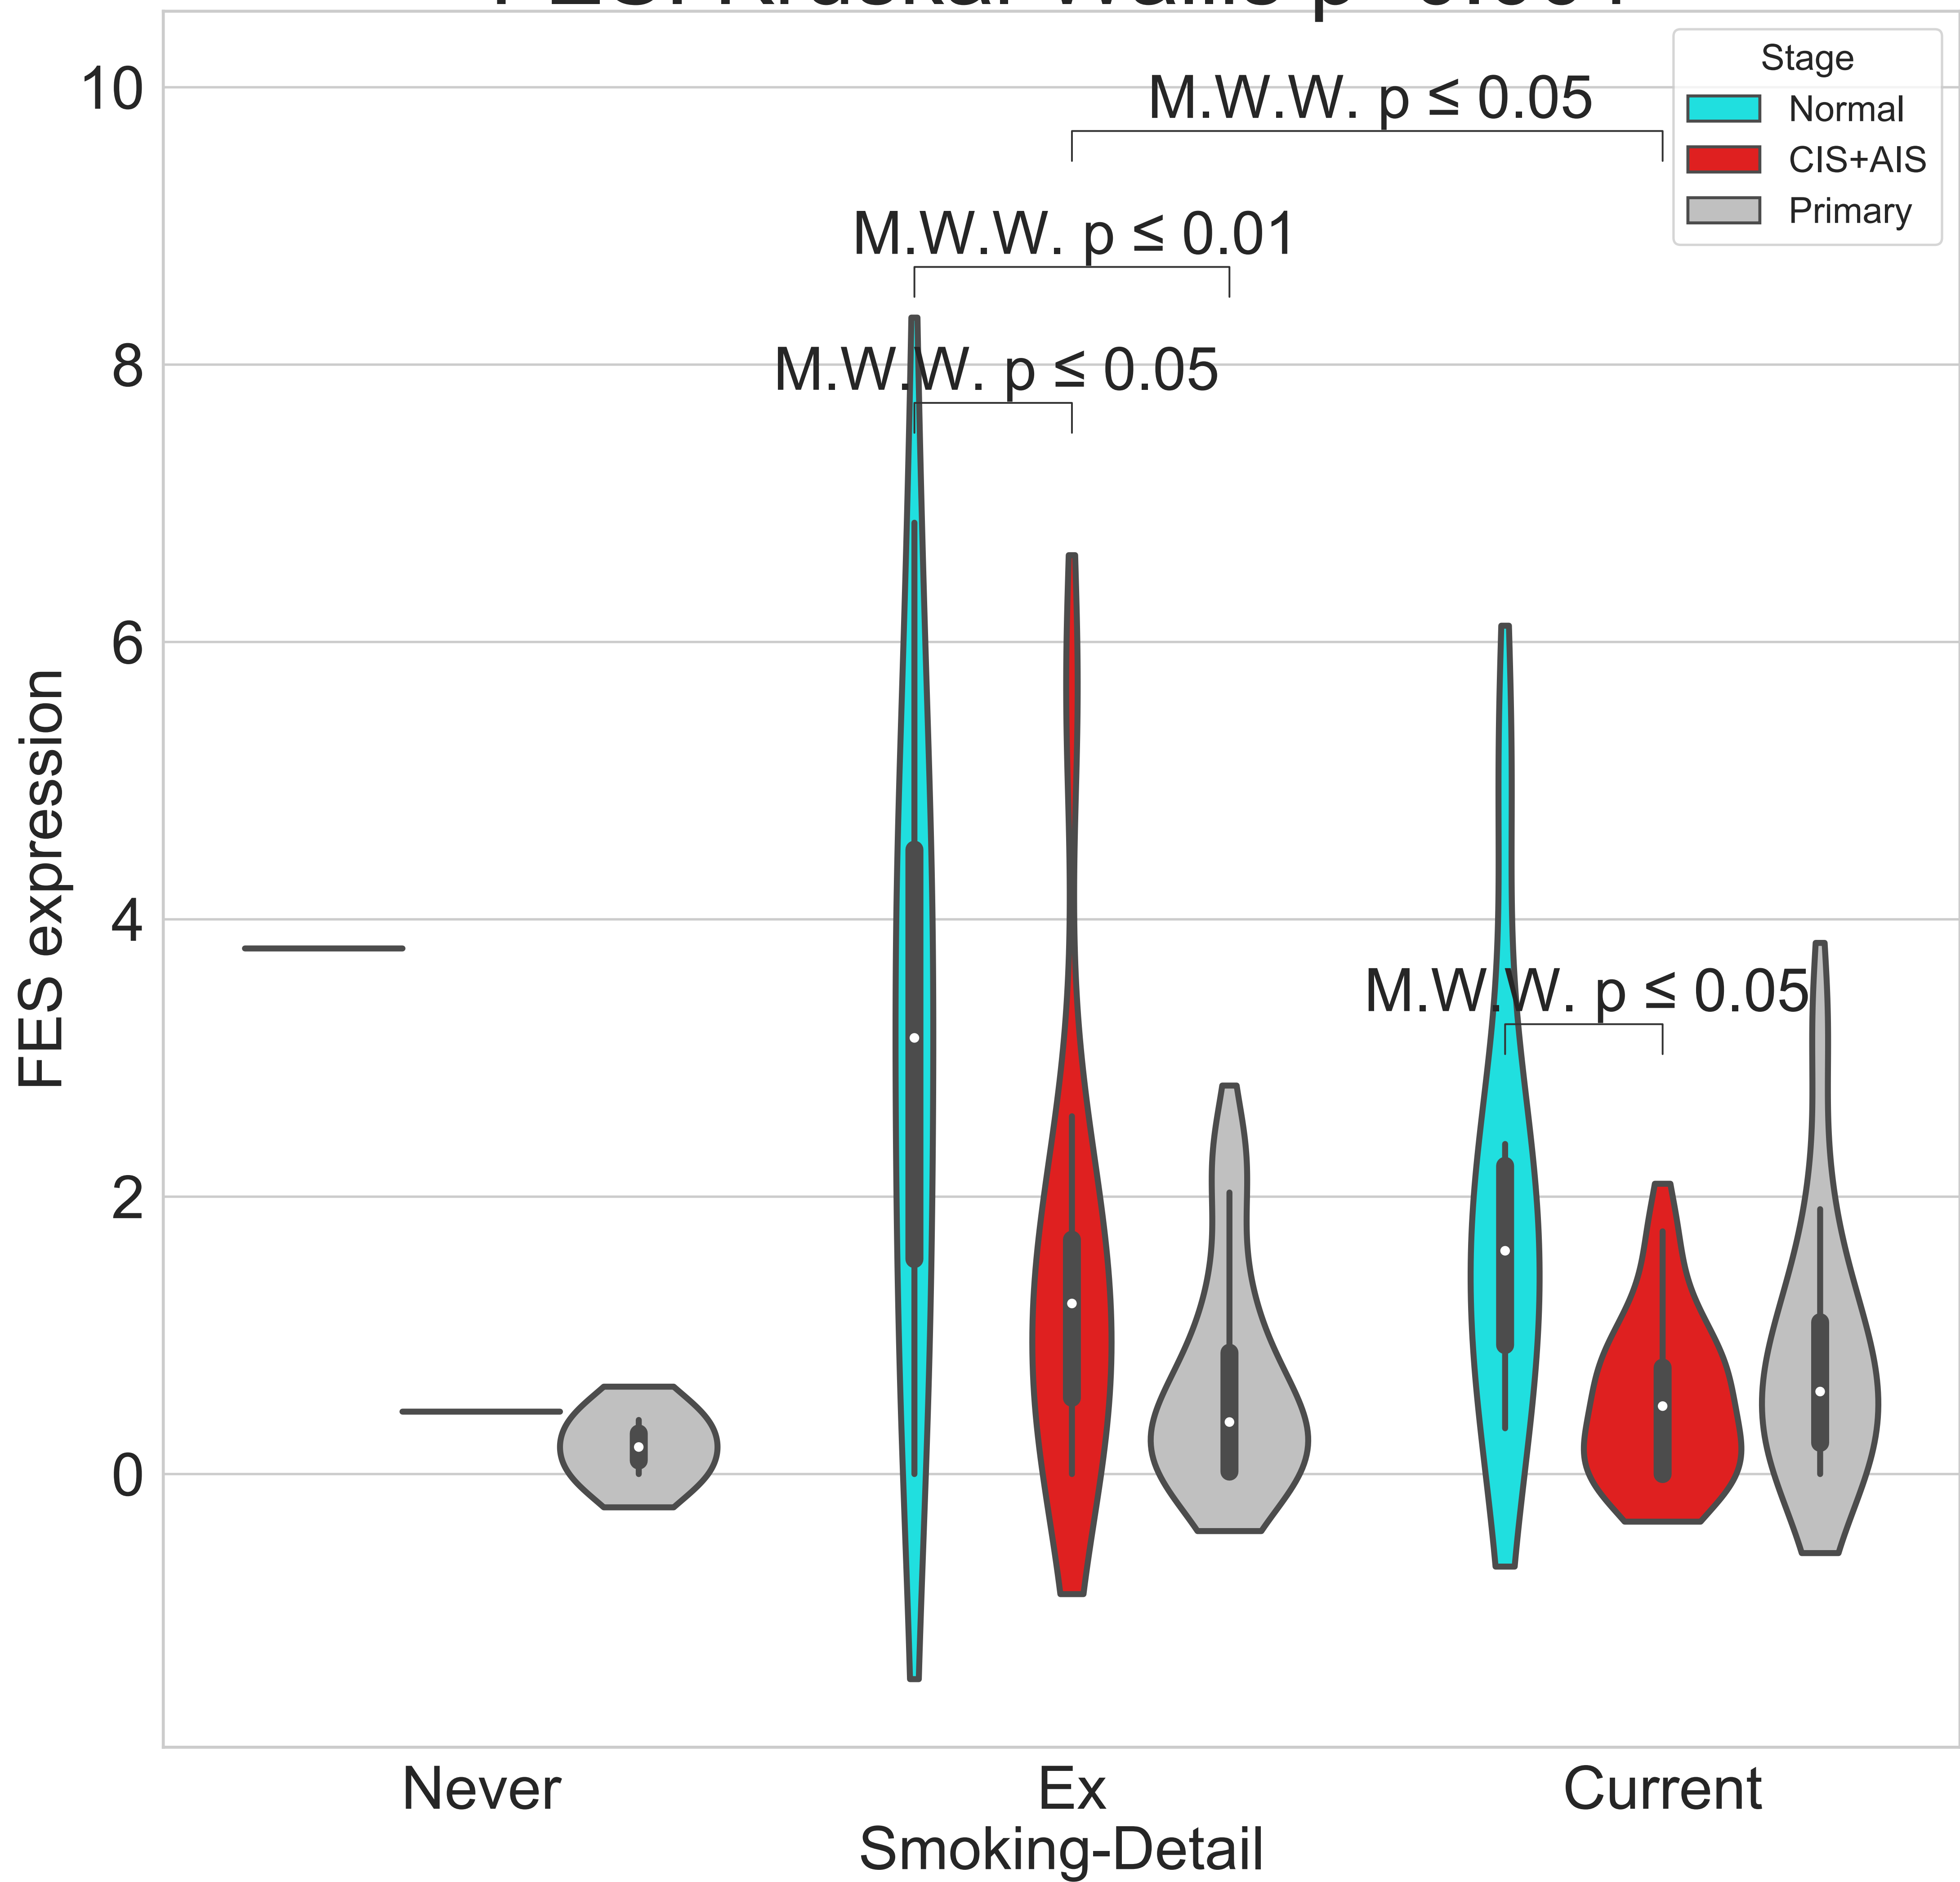 Stage
Normal
CIS+AIS
Primary
M.W.W. p ≤ 0.05
M.W.W. p ≤ 0.01
M.W.W. p ≤ 0.05
M.W.W. p ≤ 0.05
10
8
6
4
2
0
FES expression
Never
Ex
Current
Smoking-Detail